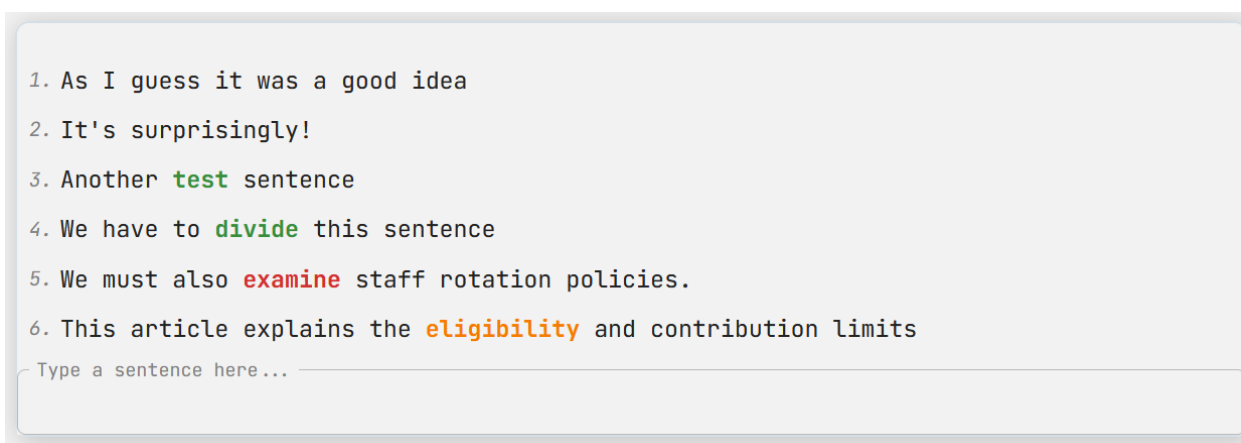 1. As I guess it was a good idea
2. It's surprisingly!
3. Another test sentence
4. We have to divide this sentence
5. We must also examine staff rotation policies.
6. This article explains the eligibility and contribution limits
Type a sentence here...